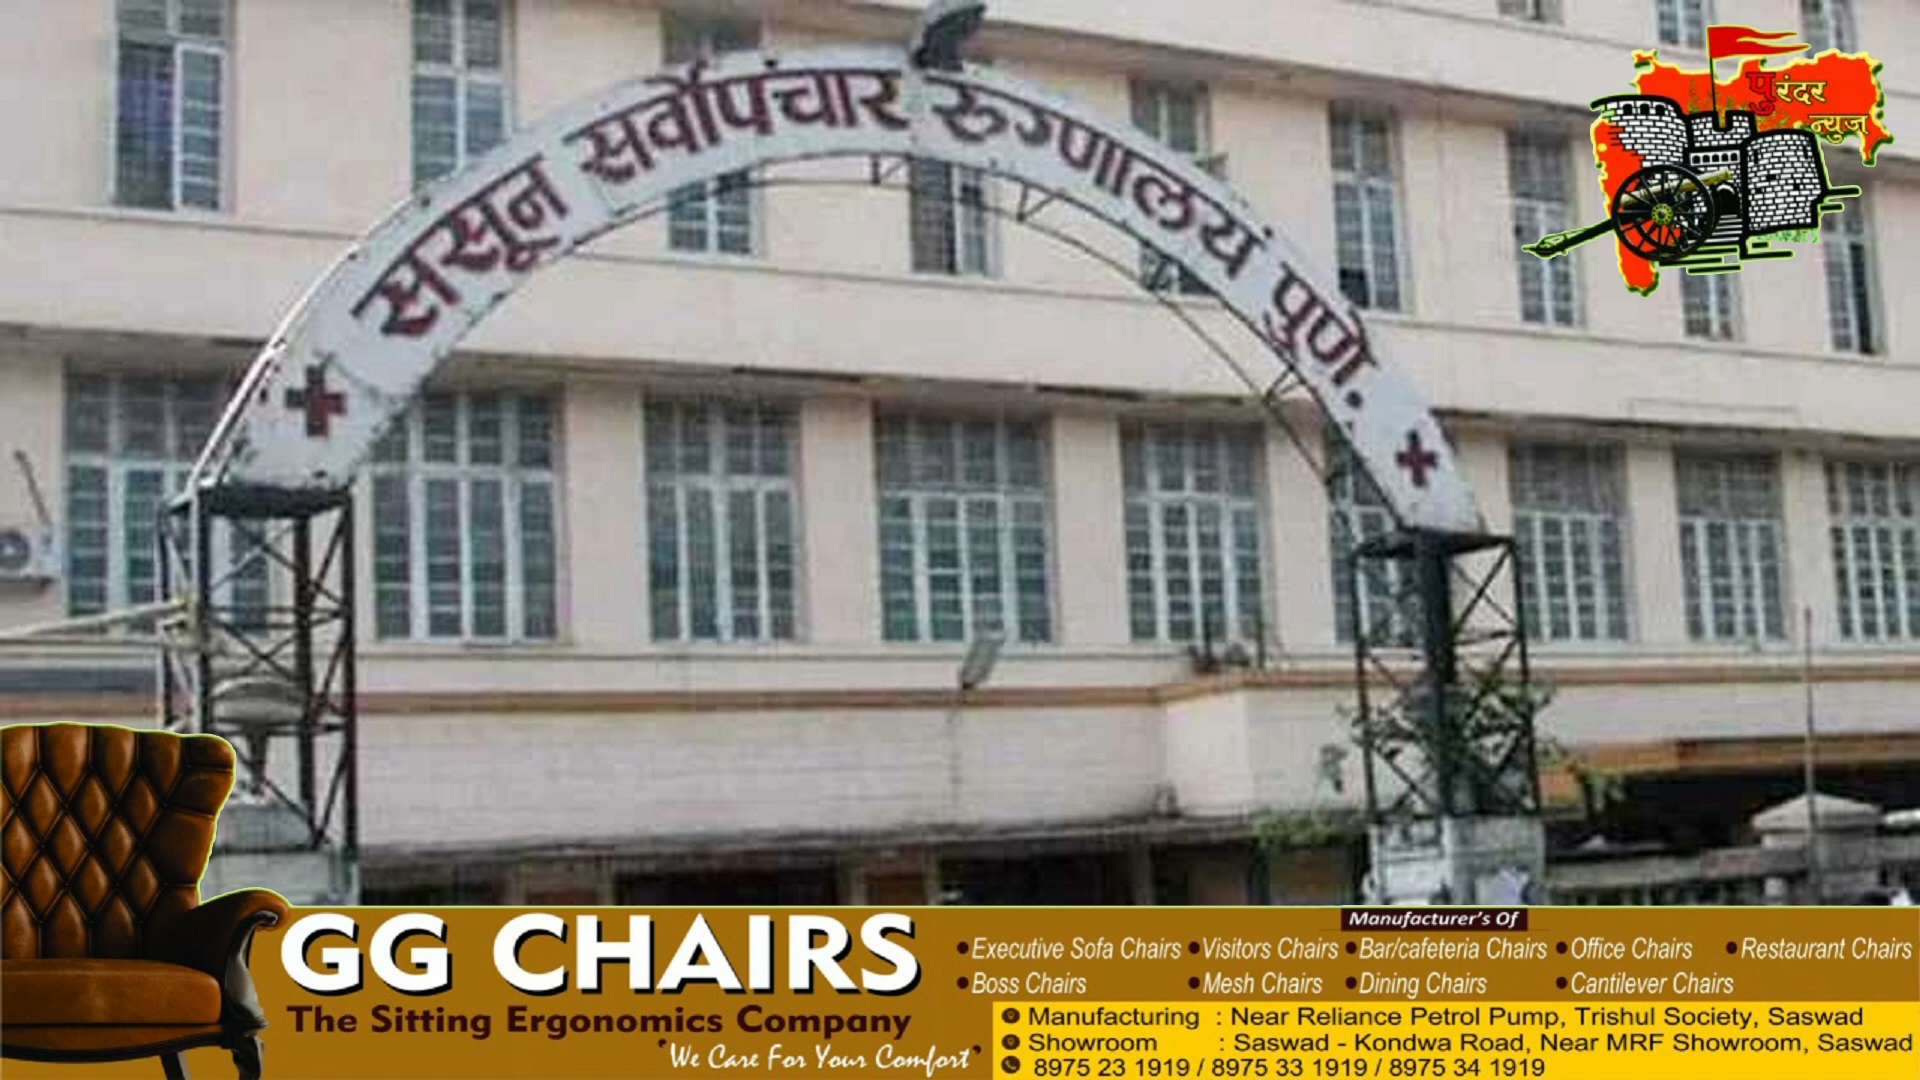 ससून सर्वोपचार रुग्णालय पुणे.
पुरंदर
न्युज
GG CHAIRS
The Sitting Ergonomics Company
"We Care For Your Comfort"
Manufacturer's Of
•Executive Sofa Chairs •Visitors Chairs •Bar/cafeteria Chairs •Office Chairs •Restaurant Chairs
•Boss Chairs •Mesh Chairs •Dining Chairs •Cantilever Chairs
Manufacturing : Near Reliance Petrol Pump, Trishul Society, Saswad
Showroom : Saswad - Kondwa Road, Near MRF Showroom, Saswad
8975 23 1919 / 8975 33 1919 / 8975 34 1919